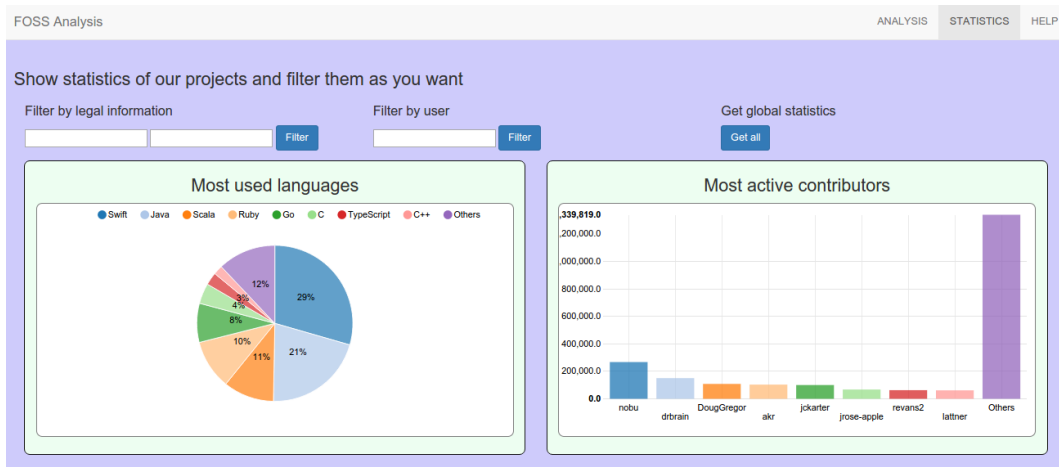 FOSS Analysis
ANALYSIS STATISTICS HELP
Show statistics of our projects and filter them as you want
Filter by legal information Filter by user Get global statistics
Filter Filter Get all
Most used languages
Swift Java Scala Ruby Go C TypeScript C++ Others
29%
21%
11%
10%
8%
4%
3%
12%
Most active contributors
,339,819.0
,200,000.0
,000,000.0
800,000.0
600,000.0
400,000.0
200,000.0
0.0
nobu drbrain DougGregor akr jckarter jrose-apple revans2 lattner Others